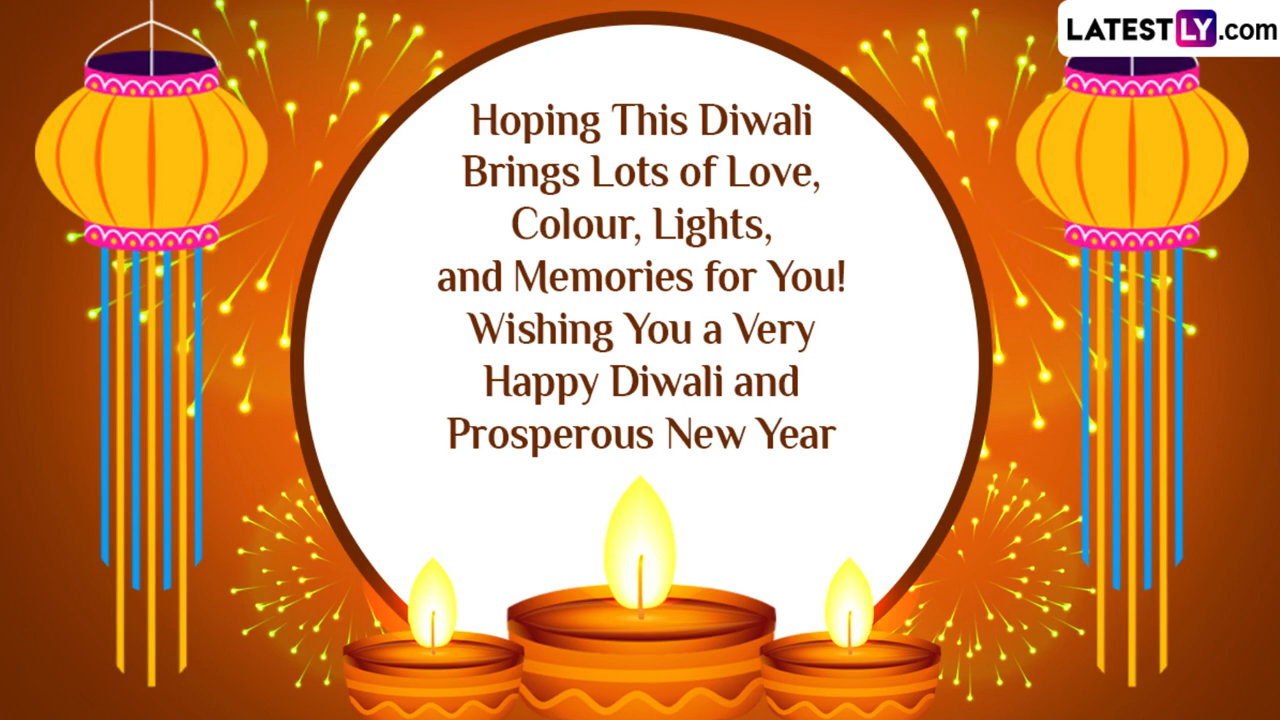 LATESTLY.com
Hoping This Diwali
Brings Lots of Love,
Colour, Lights,
and Memories for You!
Wishing You a Very
Happy Diwali and
Prosperous New Year